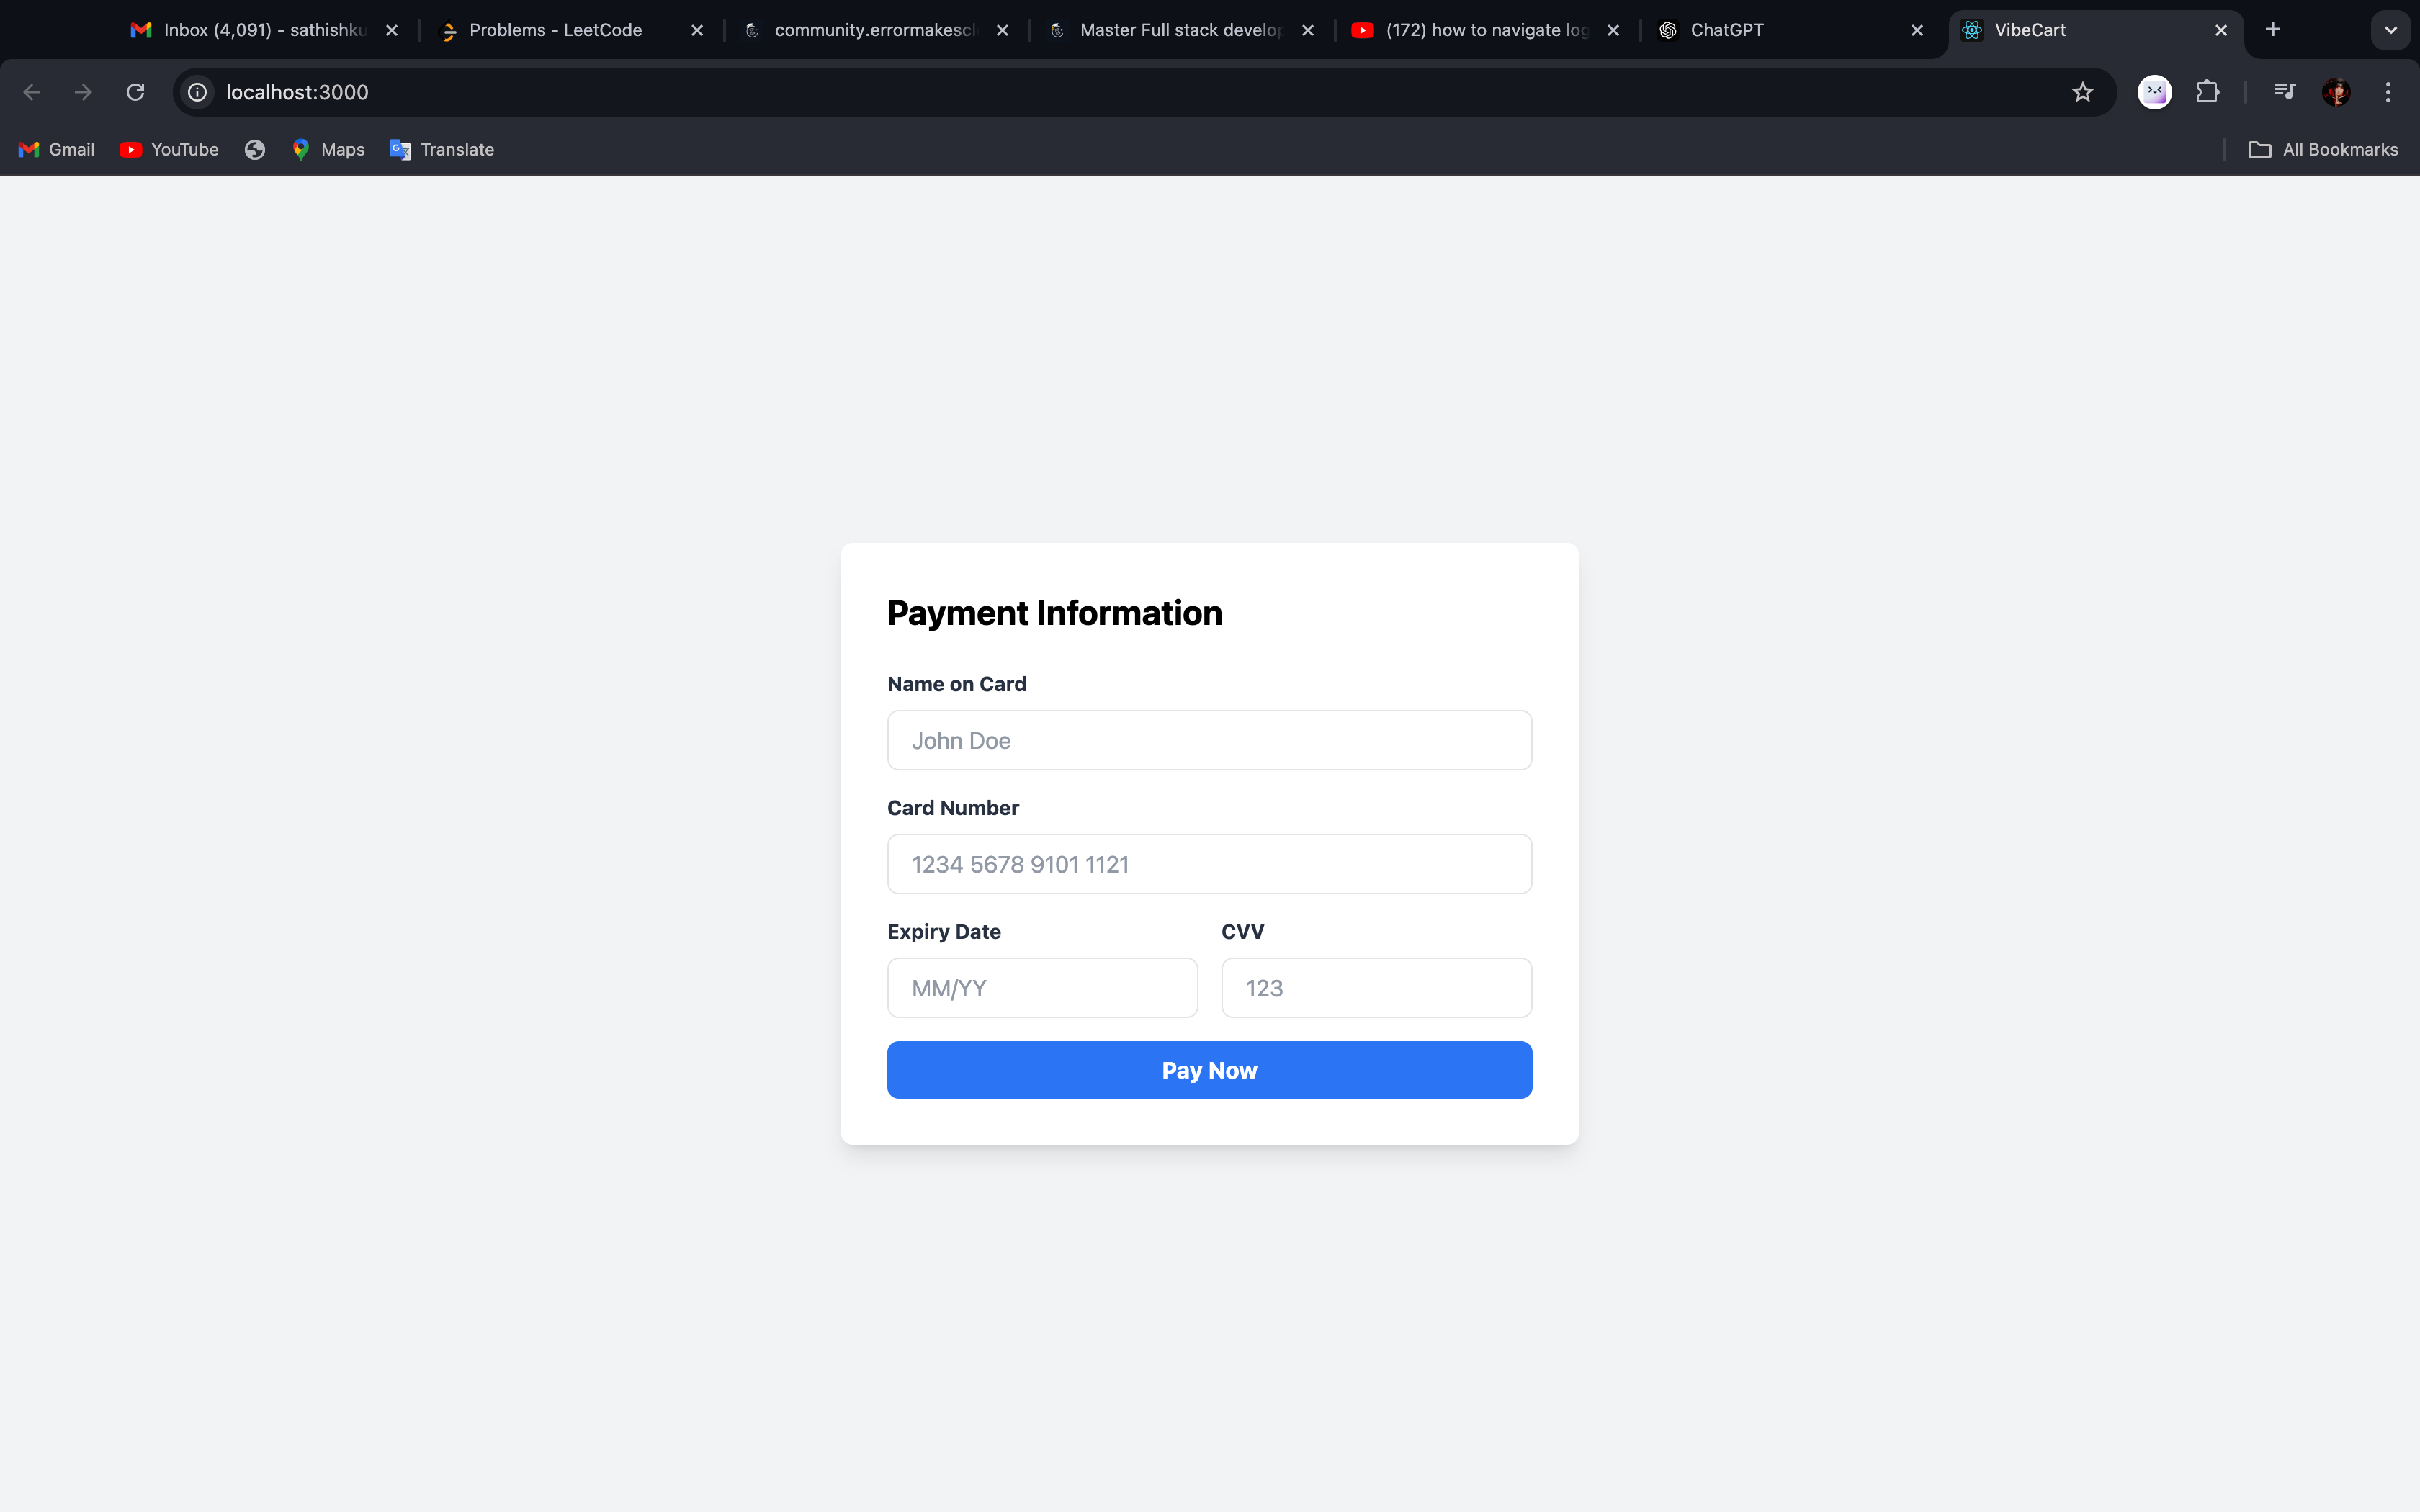 Inbox (4,091) - sathishku
Problems - LeetCode
community.errormakescl
Master Full stack develop
(172) how to navigate log
ChatGPT
VibeCart
localhost:3000
Gmail
YouTube
Maps
Translate
All Bookmarks
Payment Information
Name on Card
John Doe
Card Number
1234 5678 9101 1121
Expiry Date
CVV
MM/YY
123
Pay Now